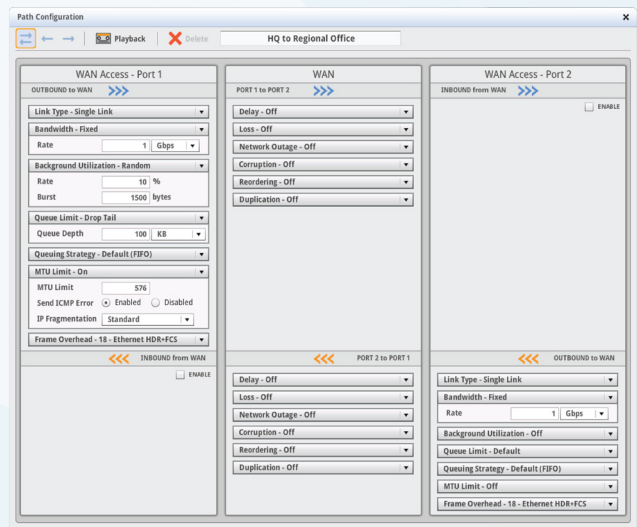 Path Configuration
Playback Delete HQ to Regional Office
WAN Access - Port 1
OUTBOUND to WAN
Link Type - Single Link
Bandwidth - Fixed
Rate 1 Gbps
Background Utilization - Random
Rate 10 %
Burst 1500 bytes
Queue Limit - Drop Tail
Queue Depth 100 KB
Queuing Strategy - Default (FIFO)
MTU Limit - On
MTU Limit 576
Send ICMP Error Enabled Disabled
IP Fragmentation Standard
Frame Overhead - 18 - Ethernet HDR+FCS
INBOUND from WAN
ENABLE
WAN
PORT 1 to PORT 2
Delay - Off
Loss - Off
Network Outage - Off
Corruption - Off
Reordering - Off
Duplication - Off
PORT 2 to PORT 1
Delay - Off
Loss - Off
Network Outage - Off
Corruption - Off
Reordering - Off
Duplication - Off
WAN Access - Port 2
INBOUND from WAN
ENABLE
OUTBOUND to WAN
Link Type - Single Link
Bandwidth - Fixed
Rate 1 Gbps
Background Utilization - Off
Queue Limit - Default
Queuing Strategy - Default (FIFO)
MTU Limit - Off
Frame Overhead - 18 - Ethernet HDR+FCS